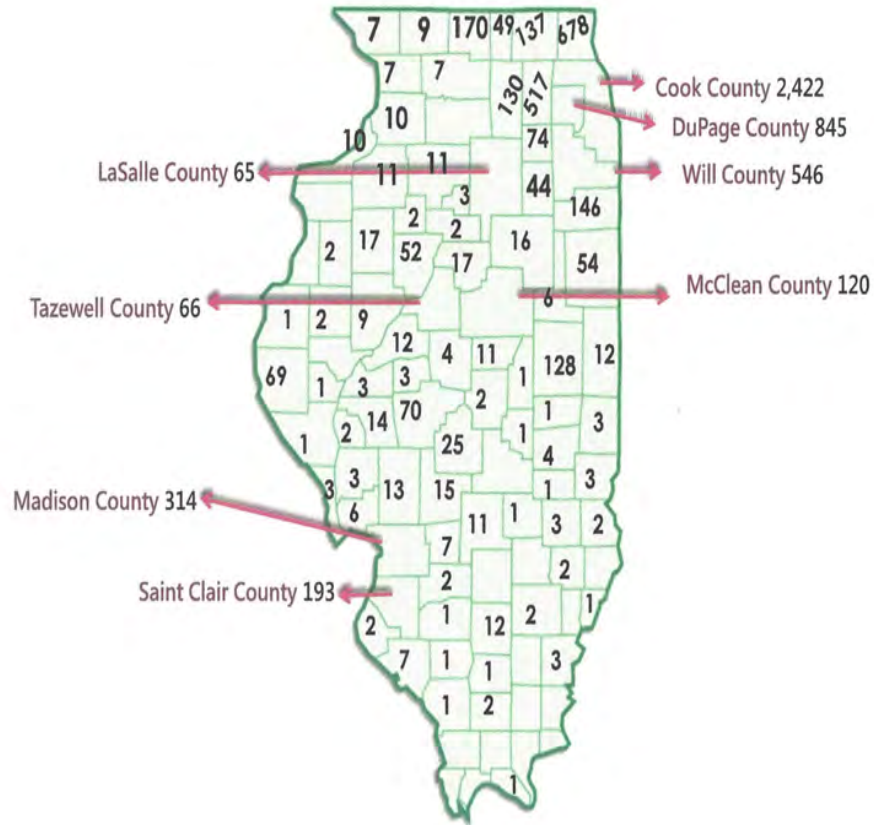 7 9 170 49 137 678
7 7 130 517
Cook County 2,422
10
DuPage County 845
10 74
LaSalle County 65
11 11
Will County 546
3 44 146
2 2
2 17 52 16
17 54
McClean County 120
6
Tazewell County 66
1 2 9
12 4 11 128 12
69 1 3 3 1
2 1 3
14 70
1 2 25 1
4
3 3 13 15 1 3
6
Madison County 314
11 1 3 2
7
2 2
Saint Clair County 193
1 12 2 1
2
7 1 1 3
1 2
1